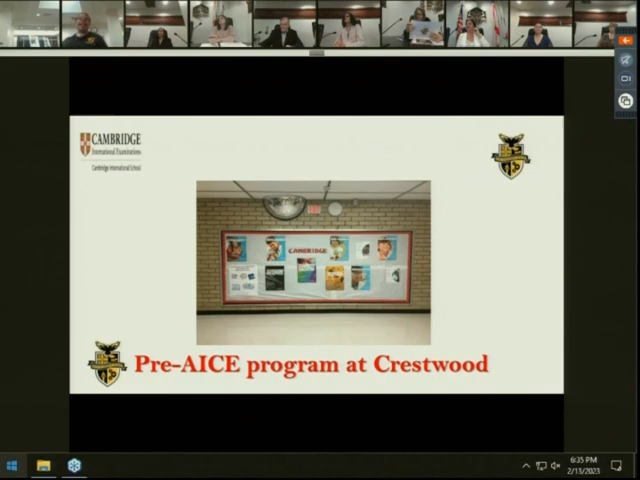 CAMBRIDGE
International Examinations
Cambridge International School
CAMBRIDGE
Pre-AICE program at Crestwood
6:35 PM
2/13/2023